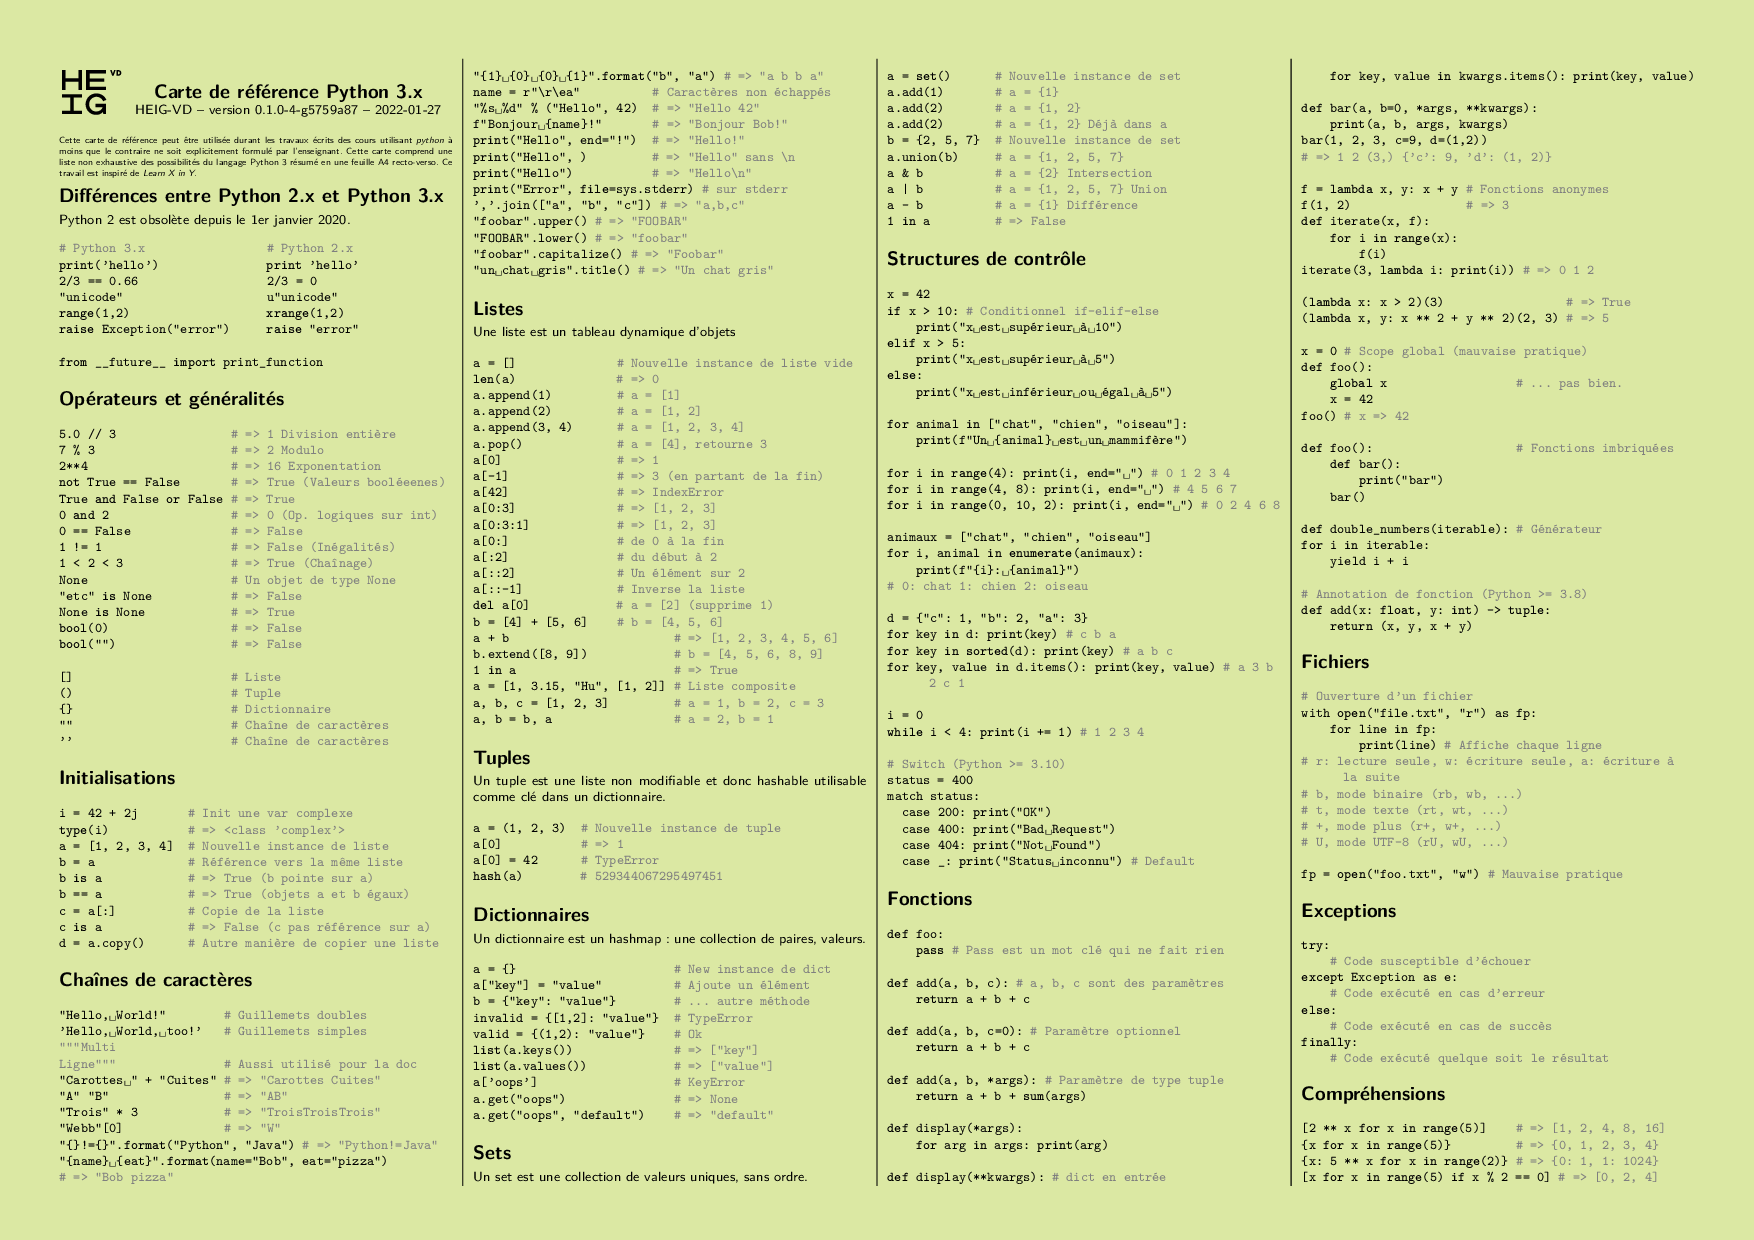 HE VD
IG
Carte de référence Python 3.x
HEIG-VD – version 0.1.0-4-g5759a87 – 2022-01-27
Cette carte de référence peut être utilisée durant les travaux écrits des cours utilisant python à
moins que le contraire ne soit explicitement formulé par l'enseignant. Cette carte comprend une
liste non exhaustive des possibilités du langage Python 3 résumé en une feuille A4 recto-verso. Ce
travail est inspiré de Learn X in Y.
Différences entre Python 2.x et Python 3.x
Python 2 est obsolète depuis le 1er janvier 2020.
# Python 3.x # Python 2.x
print('hello') print 'hello'
2/3 == 0.66 2/3 = 0
"unicode" u"unicode"
range(1,2) xrange(1,2)
raise Exception("error") raise "error"
from __future__ import print_function
Opérateurs et généralités
5.0 // 3 # => 1 Division entière
7 % 3 # => 2 Modulo
2**4 # => 16 Exponentation
not True == False # => True (Valeurs booléeenes)
True and False or False # => True
0 and 2 # => 0 (Op. logiques sur int)
0 == False # => False
1 != 1 # => False (Inégalités)
1 < 2 < 3 # => True (Chaînage)
None # Un objet de type None
"etc" is None # => False
None is None # => True
bool(0) # => False
bool("") # => False
[] # Liste
() # Tuple
{} # Dictionnaire
"" # Chaîne de caractères
'' # Chaîne de caractères
Initialisations
i = 42 + 2j # Init une var complexe
type(i) # => <class 'complex'>
a = [1, 2, 3, 4] # Nouvelle instance de liste
b = a # Référence vers la même liste
b is a # => True (b pointe sur a)
b == a # => True (objets a et b égaux)
c = a[:] # Copie de la liste
c is a # => False (c pas référence sur a)
d = a.copy() # Autre manière de copier une liste
Chaînes de caractères
"Hello,␣World!" # Guillemets doubles
'Hello,␣World,␣too!' # Guillemets simples
"""Multi
Ligne""" # Aussi utilisé pour la doc
"Carottes␣" + "Cuites" # => "Carottes Cuites"
"A" "B" # => "AB"
"Trois" * 3 # => "TroisTroisTrois"
"Webb"[0] # => "W"
"{}!={}".format("Python", "Java") # => "Python!=Java"
"{name}␣{eat}".format(name="Bob", eat="pizza")
# => "Bob pizza"
"{1}␣{0}␣{0}␣{1}".format("b", "a") # => "a b b a"
name = r"\r\ea" # Caractères non échappés
"%s␣%d" % ("Hello", 42) # => "Hello 42"
f"Bonjour␣{name}!" # => "Bonjour Bob!"
print("Hello", end="!") # => "Hello!"
print("Hello", ) # => "Hello" sans \n
print("Hello") # => "Hello\n"
print("Error", file=sys.stderr) # sur stderr
','.join(["a", "b", "c"]) # => "a,b,c"
"foobar".upper() # => "FOOBAR"
"FOOBAR".lower() # => "foobar"
"foobar".capitalize() # => "Foobar"
"un␣chat␣gris".title() # => "Un chat gris"
Listes
Une liste est un tableau dynamique d'objets
a = [] # Nouvelle instance de liste vide
len(a) # => 0
a.append(1) # a = [1]
a.append(2) # a = [1, 2]
a.append(3, 4) # a = [1, 2, 3, 4]
a.pop() # a = [4], retourne 3
a[0] # => 1
a[-1] # => 3 (en partant de la fin)
a[42] # => IndexError
a[0:3] # => [1, 2, 3]
a[0:3:1] # => [1, 2, 3]
a[0:] # de 0 à la fin
a[:2] # du début à 2
a[::2] # Un élément sur 2
a[::-1] # Inverse la liste
del a[0] # a = [2] (supprime 1)
b = [4] + [5, 6] # b = [4, 5, 6]
a + b # => [1, 2, 3, 4, 5, 6]
b.extend([8, 9]) # b = [4, 5, 6, 8, 9]
1 in a # => True
a = [1, 3.15, "Hu", [1, 2]] # Liste composite
a, b, c = [1, 2, 3] # a = 1, b = 2, c = 3
a, b = b, a # a = 2, b = 1
Tuples
Un tuple est une liste non modifiable et donc hashable utilisable
comme clé dans un dictionnaire.
a = (1, 2, 3) # Nouvelle instance de tuple
a[0] # => 1
a[0] = 42 # TypeError
hash(a) # 529344067295497451
Dictionnaires
Un dictionnaire est un hashmap : une collection de paires, valeurs.
a = {} # New instance de dict
a["key"] = "value" # Ajoute un élément
b = {"key": "value"} # ... autre méthode
invalid = {[1,2]: "value"} # TypeError
valid = {(1,2): "value"} # Ok
list(a.keys()) # => ["key"]
list(a.values()) # => ["value"]
a['oops'] # KeyError
a.get("oops") # => None
a.get("oops", "default") # => "default"
Sets
Un set est une collection de valeurs uniques, sans ordre.
a = set() # Nouvelle instance de set
a.add(1) # a = {1}
a.add(2) # a = {1, 2}
a.add(2) # a = {1, 2} Déjà dans a
b = {2, 5, 7} # Nouvelle instance de set
a.union(b) # a = {1, 2, 5, 7}
a & b # a = {2} Intersection
a | b # a = {1, 2, 5, 7} Union
a - b # a = {1} Différence
1 in a # => False
Structures de contrôle
x = 42
if x > 10: # Conditionnel if-elif-else
print("x␣est␣supérieur␣à␣10")
elif x > 5:
print("x␣est␣supérieur␣à␣5")
else:
print("x␣est␣inférieur␣ou␣égal␣à␣5")
for animal in ["chat", "chien", "oiseau"]:
print(f"Un␣{animal}␣est␣un␣mammifère")
for i in range(4): print(i, end="␣") # 0 1 2 3 4
for i in range(4, 8): print(i, end="␣") # 4 5 6 7
for i in range(0, 10, 2): print(i, end="␣") # 0 2 4 6 8
animaux = ["chat", "chien", "oiseau"]
for i, animal in enumerate(animaux):
print(f"{i}:␣{animal}")
# 0: chat 1: chien 2: oiseau
d = {"c": 1, "b": 2, "a": 3}
for key in d: print(key) # c b a
for key in sorted(d): print(key) # a b c
for key, value in d.items(): print(key, value) # a 3 b
2 c 1
i = 0
while i < 4: print(i += 1) # 1 2 3 4
# Switch (Python >= 3.10)
status = 400
match status:
case 200: print("OK")
case 400: print("Bad␣Request")
case 404: print("Not␣Found")
case _: print("Status␣inconnu") # Default
Fonctions
def foo:
pass # Pass est un mot clé qui ne fait rien
def add(a, b, c): # a, b, c sont des paramètres
return a + b + c
def add(a, b, c=0): # Paramètre optionnel
return a + b + c
def add(a, b, *args): # Paramètre de type tuple
return a + b + sum(args)
def display(*args):
for arg in args: print(arg)
def display(**kwargs): # dict en entrée
for key, value in kwargs.items(): print(key, value)
def bar(a, b=0, *args, **kwargs):
print(a, b, args, kwargs)
bar(1, 2, 3, c=9, d=(1,2))
# => 1 2 (3,) {'c': 9, 'd': (1, 2)}
f = lambda x, y: x + y # Fonctions anonymes
f(1, 2) # => 3
def iterate(x, f):
for i in range(x):
f(i)
iterate(3, lambda i: print(i)) # => 0 1 2
(lambda x: x > 2)(3) # => True
(lambda x, y: x ** 2 + y ** 2)(2, 3) # => 5
x = 0 # Scope global (mauvaise pratique)
def foo():
global x # ... pas bien.
x = 42
foo() # x => 42
def foo(): # Fonctions imbriquées
def bar():
print("bar")
bar()
def double_numbers(iterable): # Générateur
for i in iterable:
yield i + i
# Annotation de fonction (Python >= 3.8)
def add(x: float, y: int) -> tuple:
return (x, y, x + y)
Fichiers
# Ouverture d'un fichier
with open("file.txt", "r") as fp:
for line in fp:
print(line) # Affiche chaque ligne
# r: lecture seule, w: écriture seule, a: écriture à
la suite
# b, mode binaire (rb, wb, ...)
# t, mode texte (rt, wt, ...)
# +, mode plus (r+, w+, ...)
# U, mode UTF-8 (rU, wU, ...)
fp = open("foo.txt", "w") # Mauvaise pratique
Exceptions
try:
# Code susceptible d'échouer
except Exception as e:
# Code exécuté en cas d'erreur
else:
# Code exécuté en cas de succès
finally:
# Code exécuté quelque soit le résultat
Compréhensions
[2 ** x for x in range(5)] # => [1, 2, 4, 8, 16]
{x for x in range(5)} # => {0, 1, 2, 3, 4}
{x: 5 ** x for x in range(2)} # => {0: 1, 1: 1024}
[x for x in range(5) if x % 2 == 0] # => [0, 2, 4]